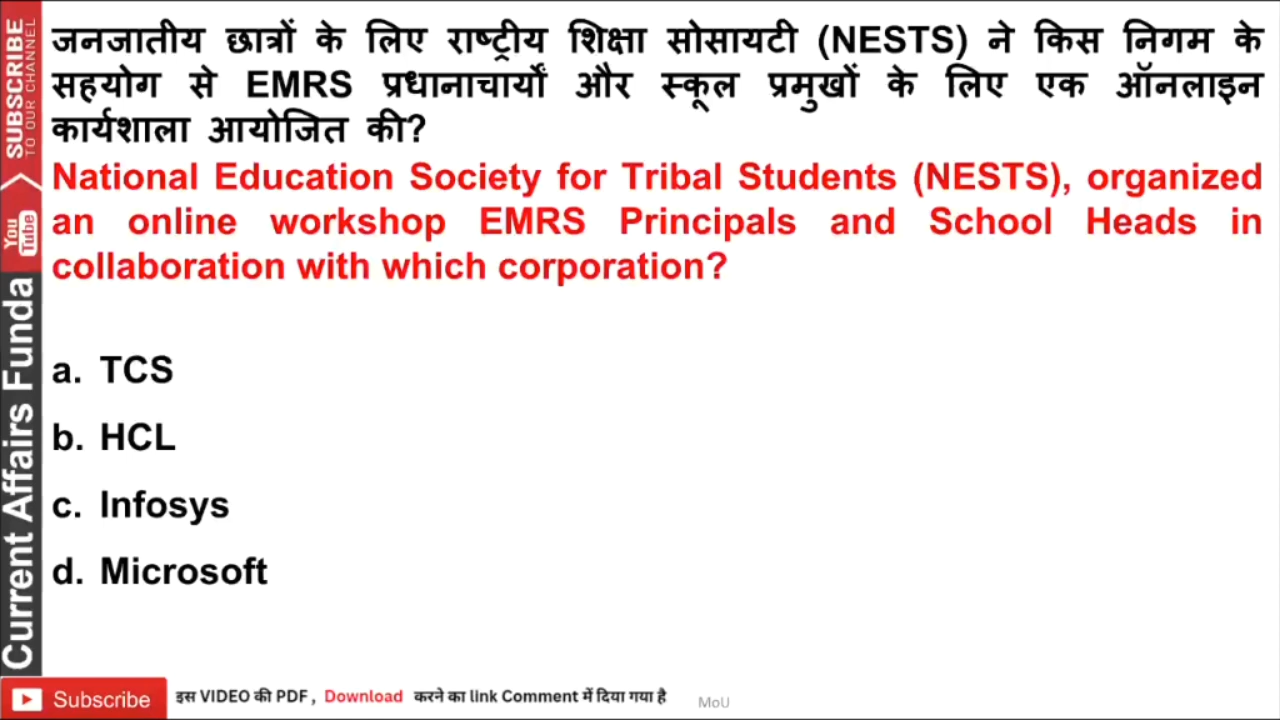 जनजातीय छात्रों के लिए राष्ट्रीय शिक्षा सोसायटी (NESTS) ने किस निगम के
सहयोग से EMRS प्रधानाचार्यों और स्कूल प्रमुखों के लिए एक ऑनलाइन
कार्यशाला आयोजित की?
National Education Society for Tribal Students (NESTS), organized
an online workshop EMRS Principals and School Heads in
collaboration with which corporation?
a. TCS
b. HCL
c. Infosys
d. Microsoft
SUBSCRIBE
TO OUR CHANNEL
You
Tube
Current Affairs Funda
Subscribe
इस VIDEO की PDF , Download करने का link Comment में दिया गया है
MoU